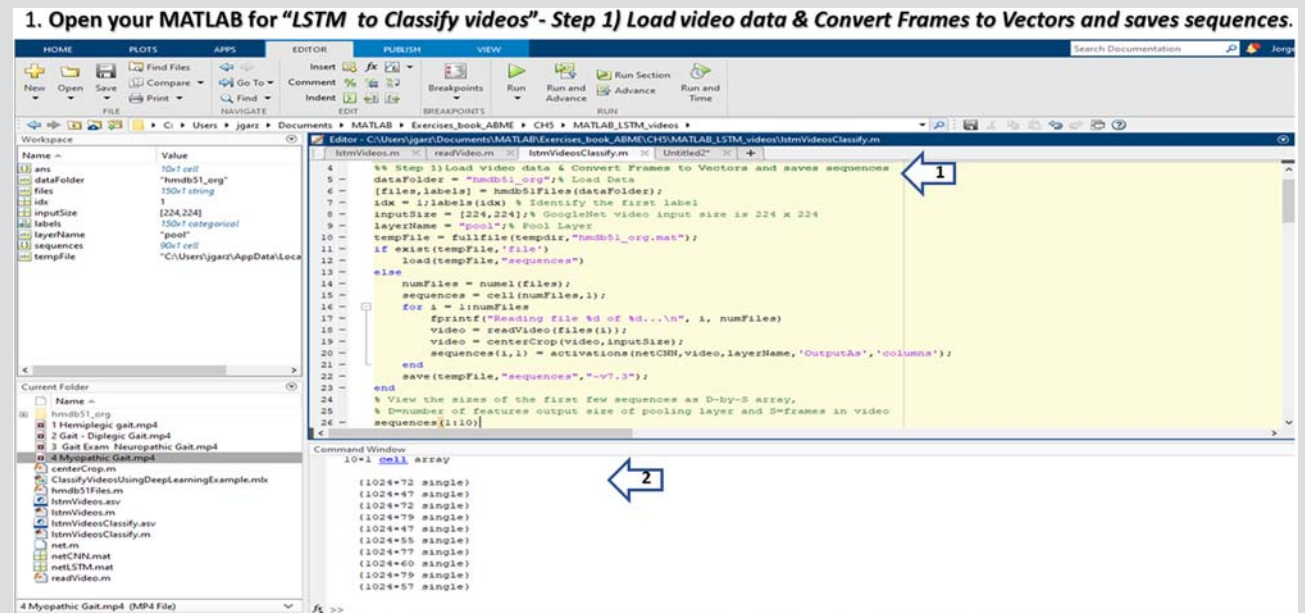 1. Open your MATLAB for "LSTM to Classify videos"- Step 1) Load video data & Convert Frames to Vectors and saves sequences.
HOME PLOTS APPS EDITOR PUBLISH VIEW Search Documentation Jorge
New Open Save Find Files Compare Print Go To Find Insert fx Comment % Indent Breakpoints Run Run and Advance Run Section Advance Run and Time
FILE NAVIGATE EDIT BREAKPOINTS RUN
C: Users jgarz Documents MATLAB Exercises_book_ABME CH5 MATLAB_LSTM_videos
Workspace
Name Value
ans 10x1 cell
dataFolder "hmdb51_org"
files 150x1 string
idx 1
inputSize [224,224]
labels 150x1 categorical
layerName "pool"
sequences 90x1 cell
tempFile "C:\Users\jgarz\AppData\Loca
Current Folder
Name
hmdb51_org
1 Hemiplegic gait.mp4
2 Gait - Diplegic Gait.mp4
3 Gait Exam Neuropathic Gait.mp4
4 Myopathic Gait.mp4
centerCrop.m
ClassifyVideosUsingDeepLearningExample.mlx
hmdb51Files.m
lstmVideos.asv
lstmVideos.m
lstmVideosClassify.asv
lstmVideosClassify.m
net.m
netCNN.mat
netLSTM.mat
readVideo.m
4 Myopathic Gait.mp4 (MP4 File)
Editor - C:\Users\jgarz\Documents\MATLAB\Exercises_book_ABME\CH5\MATLAB_LSTM_videos\lstmVideosClassify.m
lstmVideos.m readVideo.m lstmVideosClassify.m Untitled2* +
4 %% Step 1)Load video data & Convert Frames to Vectors and saves sequences
5 - dataFolder = "hmdb51_org";% Load Data
6 - [files,labels] = hmdb51Files(dataFolder);
7 - idx = 1;labels(idx) % Identify the first label
8 - inputSize = [224,224];% GoogleNet video input size is 224 x 224
9 - layerName = "pool";% Pool Layer
10 - tempFile = fullfile(tempdir,"hmdb51_org.mat");
11 - if exist(tempFile,'file')
12 - load(tempFile,"sequences")
13 - else
14 - numFiles = numel(files);
15 - sequences = cell(numFiles,1);
16 - for i = 1:numFiles
17 - fprintf("Reading file %d of %d...\n", i, numFiles)
18 - video = readVideo(files(i));
19 - video = centerCrop(video,inputSize);
20 - sequences{i,1} = activations(netCNN,video,layerName,'OutputAs','columns');
21 - end
22 - save(tempFile,"sequences","-v7.3");
23 - end
24 % View the sizes of the first few sequences as D-by-S array,
25 % D=number of features output size of pooling layer and S=frames in video
26 - sequences(1:10)
1
Command Window
10×1 cell array
{1024×72 single}
{1024×47 single}
{1024×72 single}
{1024×79 single}
{1024×47 single}
{1024×55 single}
{1024×77 single}
{1024×60 single}
{1024×79 single}
{1024×57 single}
2
fx >>